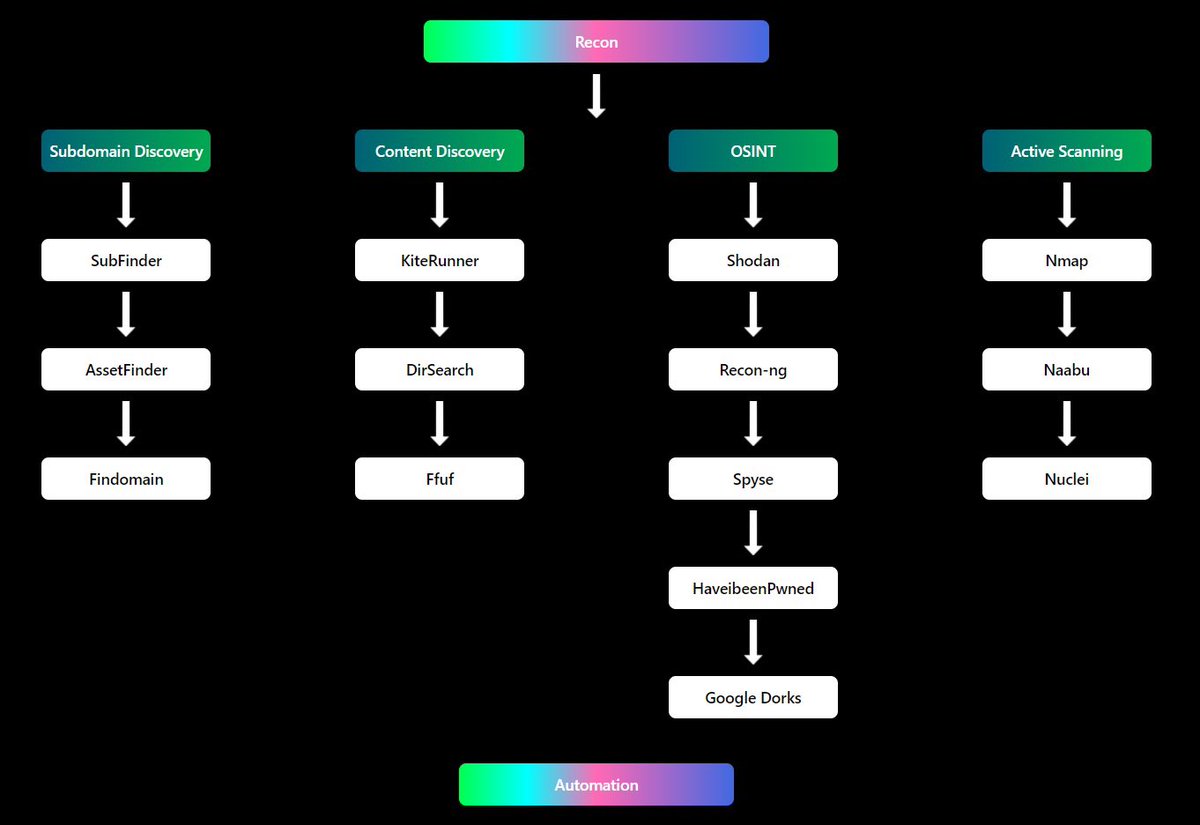 Recon
Subdomain Discovery
SubFinder
AssetFinder
Findomain
Content Discovery
KiteRunner
DirSearch
Ffuf
OSINT
Shodan
Recon-ng
Spyse
HaveibeenPwned
Google Dorks
Active Scanning
Nmap
Naabu
Nuclei
Automation